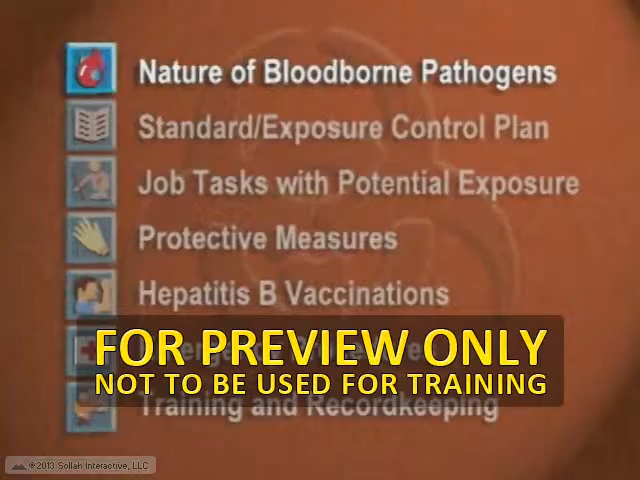 Nature of Bloodborne Pathogens
Standard/Exposure Control Plan
Job Tasks with Potential Exposure
Protective Measures
Hepatitis B Vaccinations
FOR PREVIEW ONLY
NOT TO BE USED FOR TRAINING
Training and Recordkeeping
© 2013 Sollah Interactive, LLC